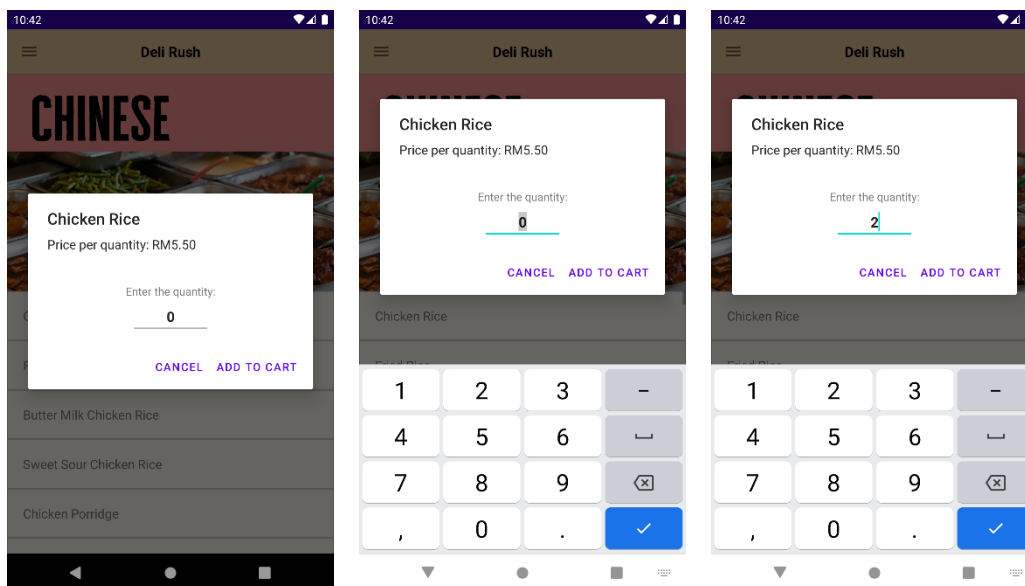 10:42
Deli Rush
CHINESE
Chicken Rice
Price per quantity: RM5.50
Enter the quantity:
0
CANCEL ADD TO CART
Butter Milk Chicken Rice
Sweet Sour Chicken Rice
Chicken Porridge
10:42
Deli Rush
Chicken Rice
Price per quantity: RM5.50
Enter the quantity:
0
CANCEL ADD TO CART
Chicken Rice
Fried Rice
1 2 3 –
4 5 6
7 8 9
, 0 .
10:42
Deli Rush
Chicken Rice
Price per quantity: RM5.50
Enter the quantity:
2
CANCEL ADD TO CART
Chicken Rice
Fried Rice
1 2 3 –
4 5 6
7 8 9
, 0 .